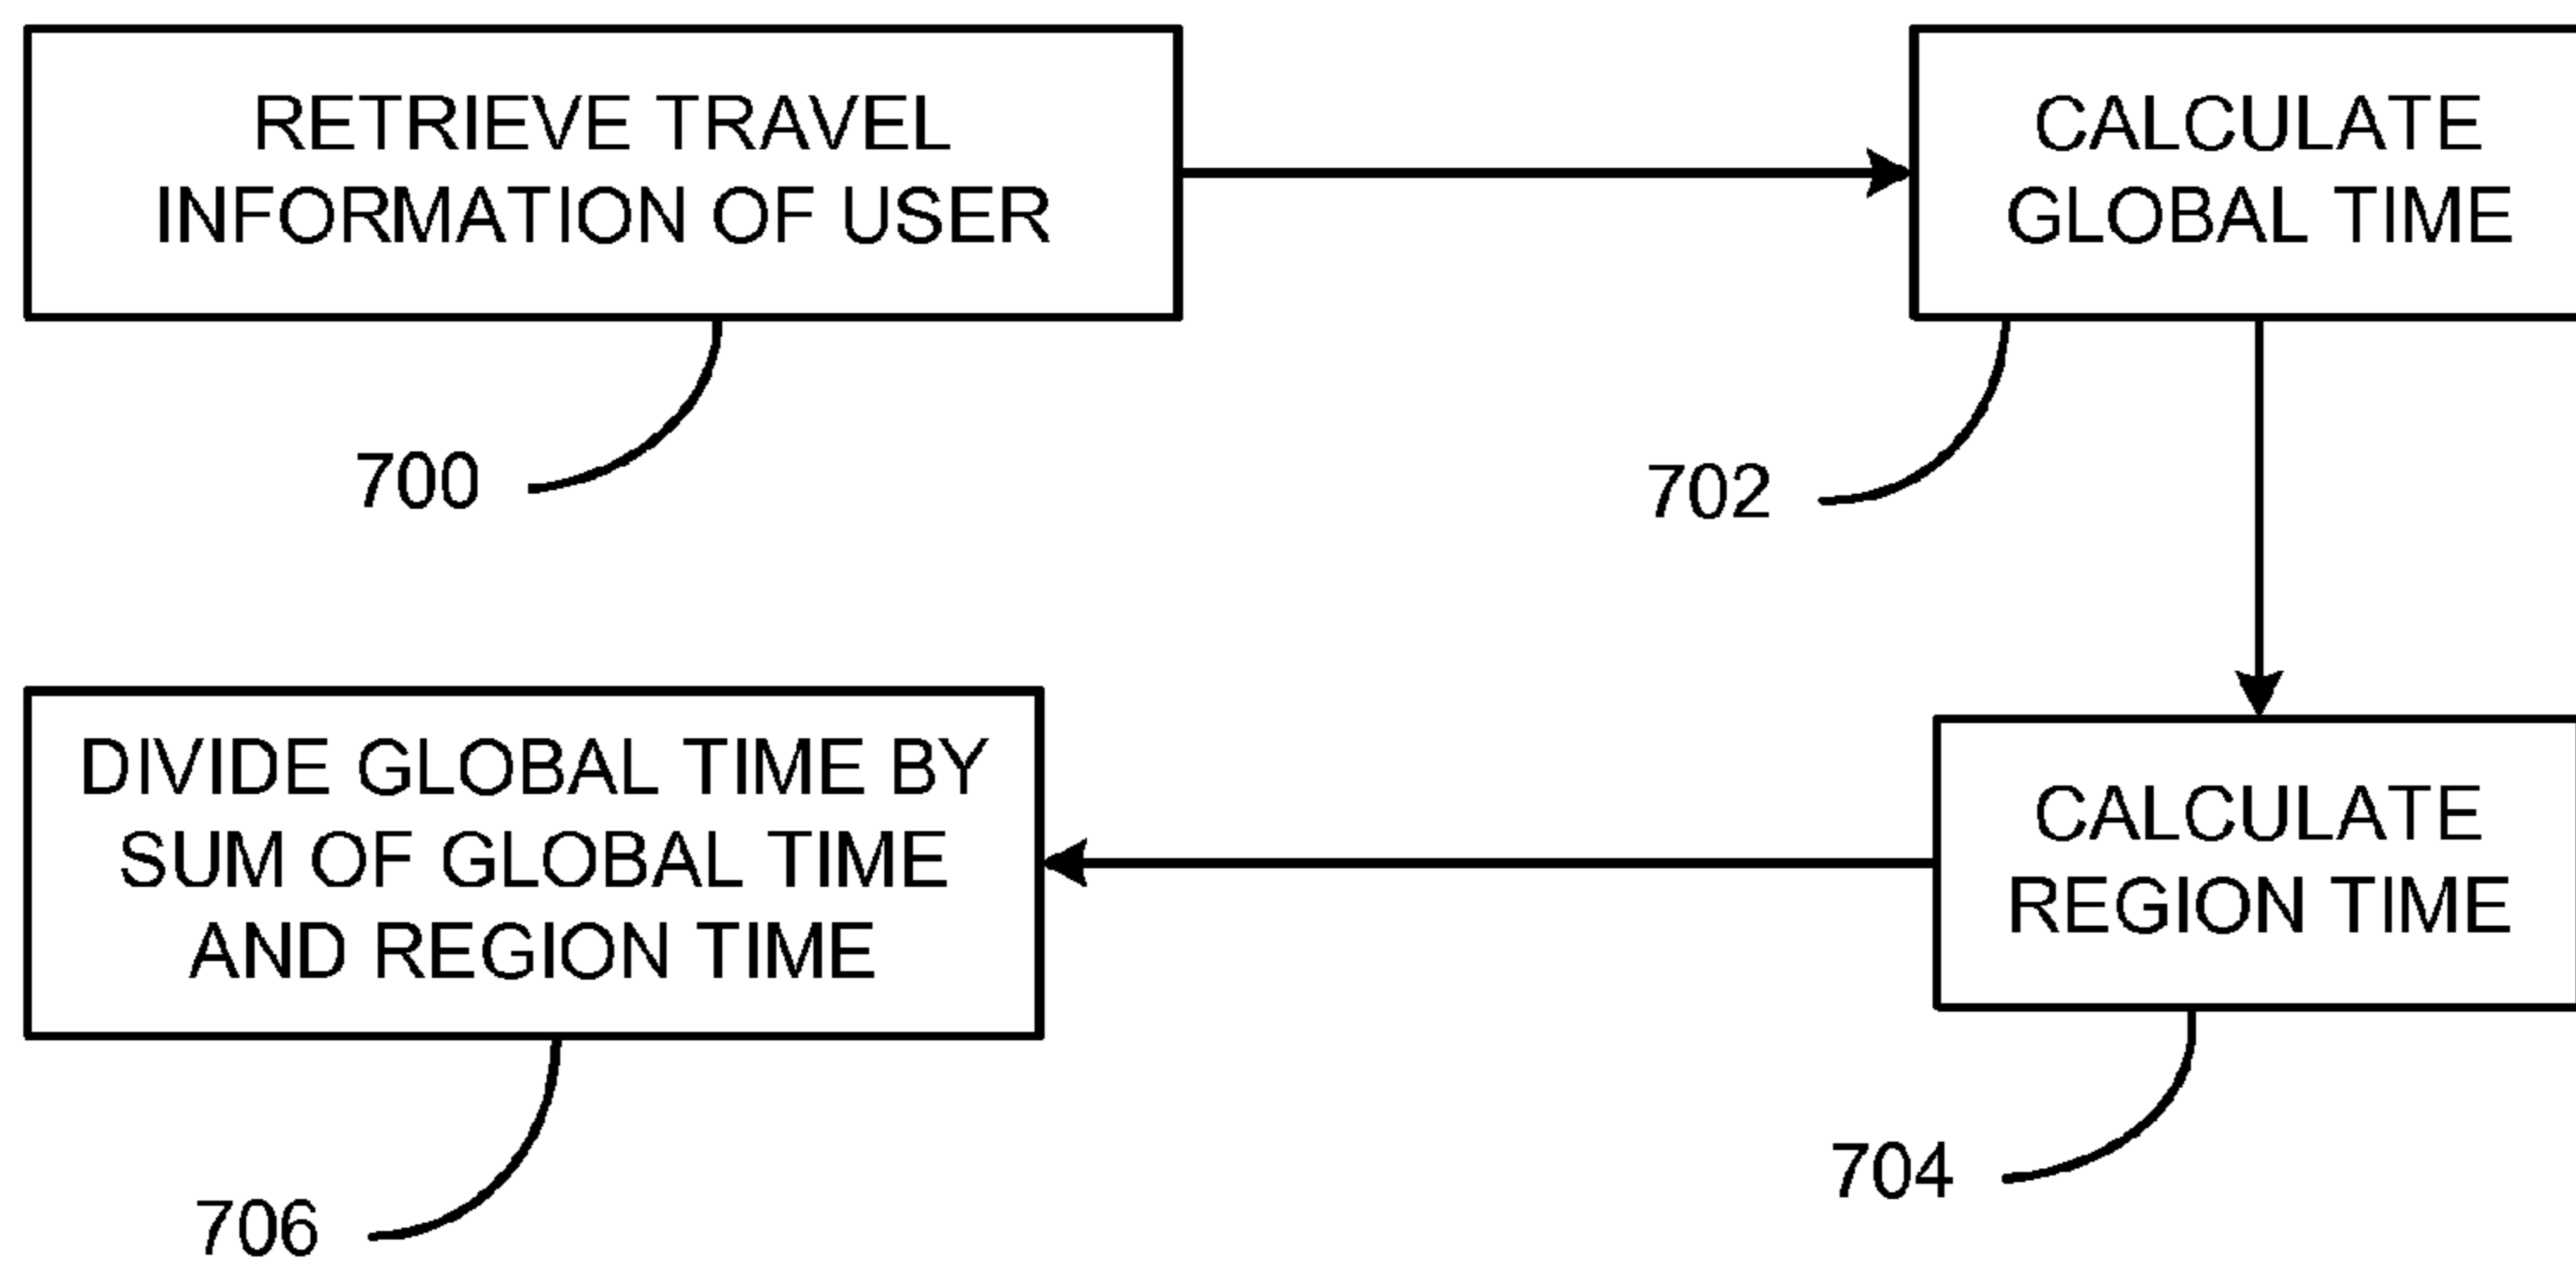 RETRIEVE TRAVEL
INFORMATION OF USER
700
CALCULATE
GLOBAL TIME
702
CALCULATE
REGION TIME
704
DIVIDE GLOBAL TIME BY
SUM OF GLOBAL TIME
AND REGION TIME
706